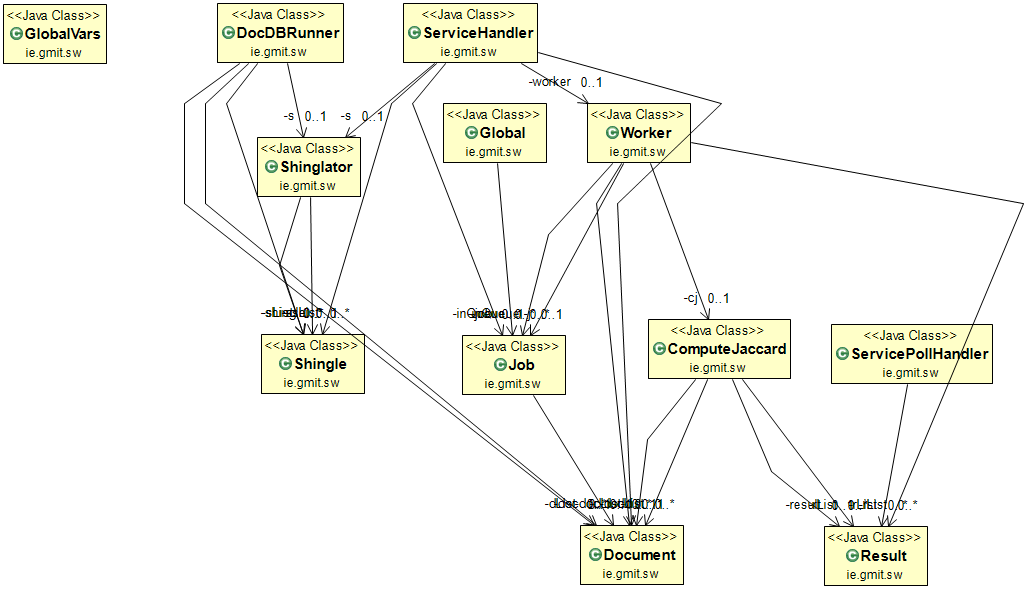 <<Java Class>>
GlobalVars
ie.gmit.sw
<<Java Class>>
DocDBRunner
ie.gmit.sw
<<Java Class>>
ServiceHandler
ie.gmit.sw
-worker 0..1
-s 0..1
-s 0..1
<<Java Class>>
Global
ie.gmit.sw
<<Java Class>>
Worker
ie.gmit.sw
<<Java Class>>
Shinglator
ie.gmit.sw
-cj 0..1
<<Java Class>>
Shingle
ie.gmit.sw
<<Java Class>>
Job
ie.gmit.sw
<<Java Class>>
ComputeJaccard
ie.gmit.sw
<<Java Class>>
ServicePollHandler
ie.gmit.sw
<<Java Class>>
Document
ie.gmit.sw
<<Java Class>>
Result
ie.gmit.sw